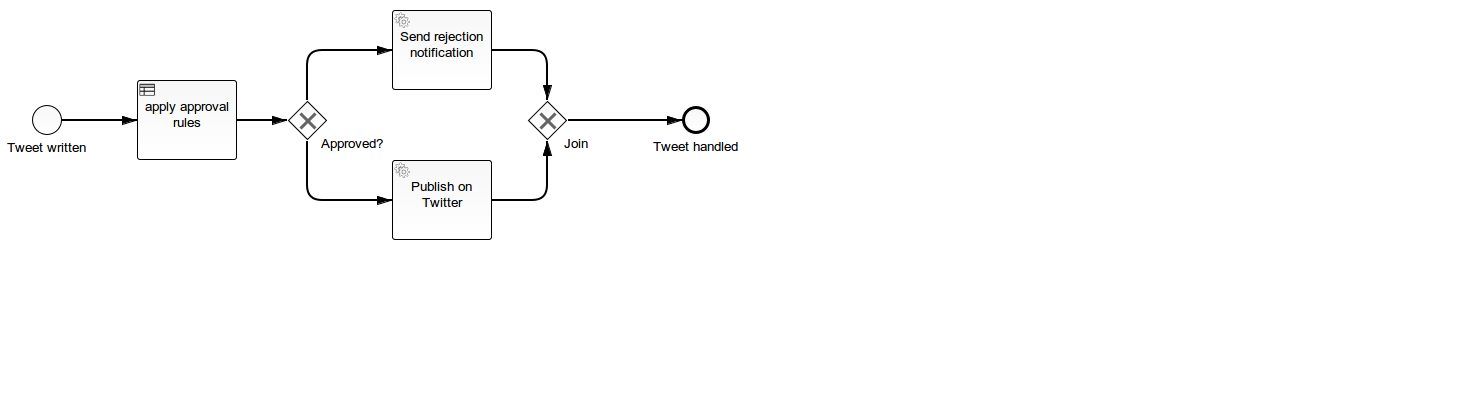 Send rejection
notification
apply approval
rules
Tweet written
Approved?
Join
Tweet handled
Publish on
Twitter